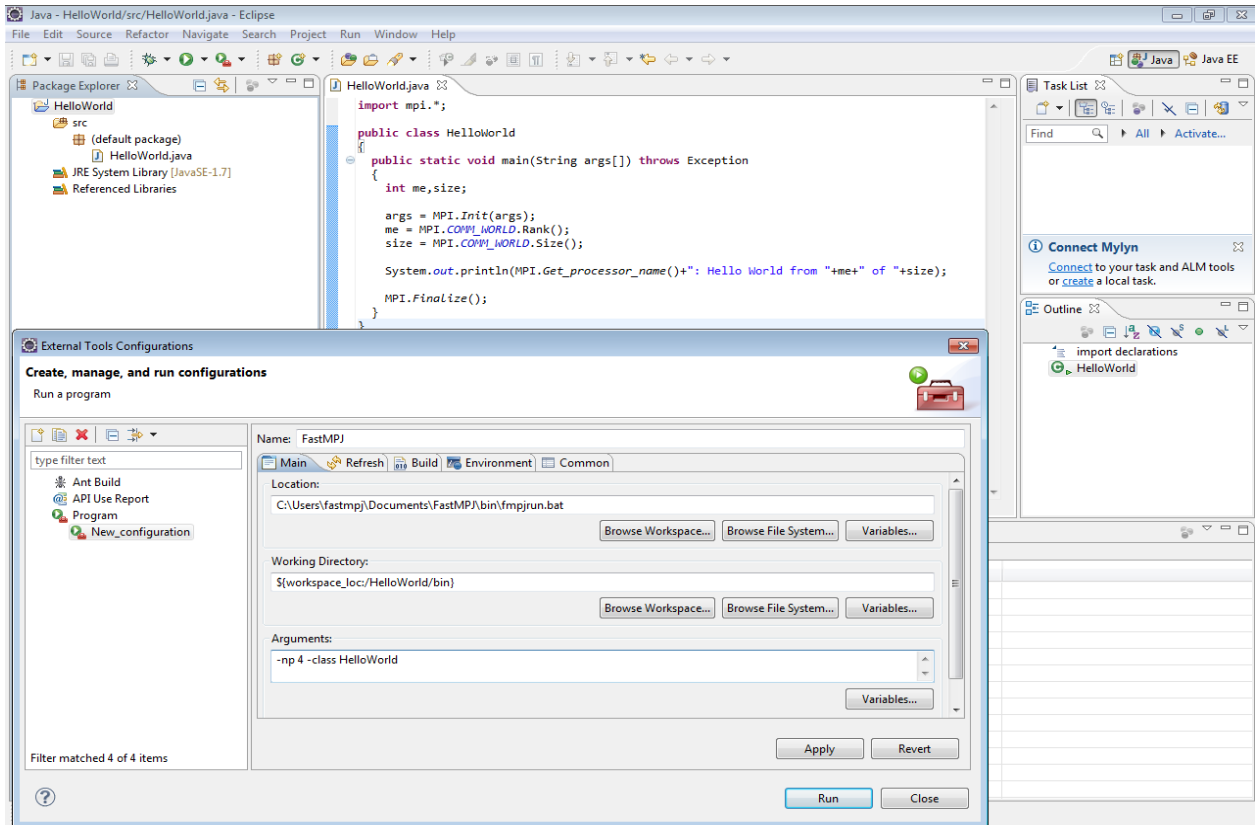 Java - HelloWorld/src/HelloWorld.java - Eclipse
File Edit Source Refactor Navigate Search Project Run Window Help
Java Java EE
Package Explorer
HelloWorld
src
(default package)
HelloWorld.java
JRE System Library [JavaSE-1.7]
Referenced Libraries
HelloWorld.java
import mpi.*;
public class HelloWorld
{
public static void main(String args[]) throws Exception
{
int me,size;
args = MPI.Init(args);
me = MPI.COMM_WORLD.Rank();
size = MPI.COMM_WORLD.Size();
System.out.println(MPI.Get_processor_name()+": Hello World from "+me+" of "+size);
MPI.Finalize();
}
}
Task List
Find All Activate...
Connect Mylyn
Connect to your task and ALM tools
or create a local task.
Outline
import declarations
HelloWorld
External Tools Configurations
Create, manage, and run configurations
Run a program
type filter text
Ant Build
API Use Report
Program
New_configuration
Filter matched 4 of 4 items
Name: FastMPJ
Main Refresh Build Environment Common
Location:
C:\Users\fastmpj\Documents\FastMPJ\bin\fmpjrun.bat
Browse Workspace... Browse File System... Variables...
Working Directory:
${workspace_loc:/HelloWorld/bin}
Browse Workspace... Browse File System... Variables...
Arguments:
-np 4 -class HelloWorld
Variables...
Apply Revert
Run Close